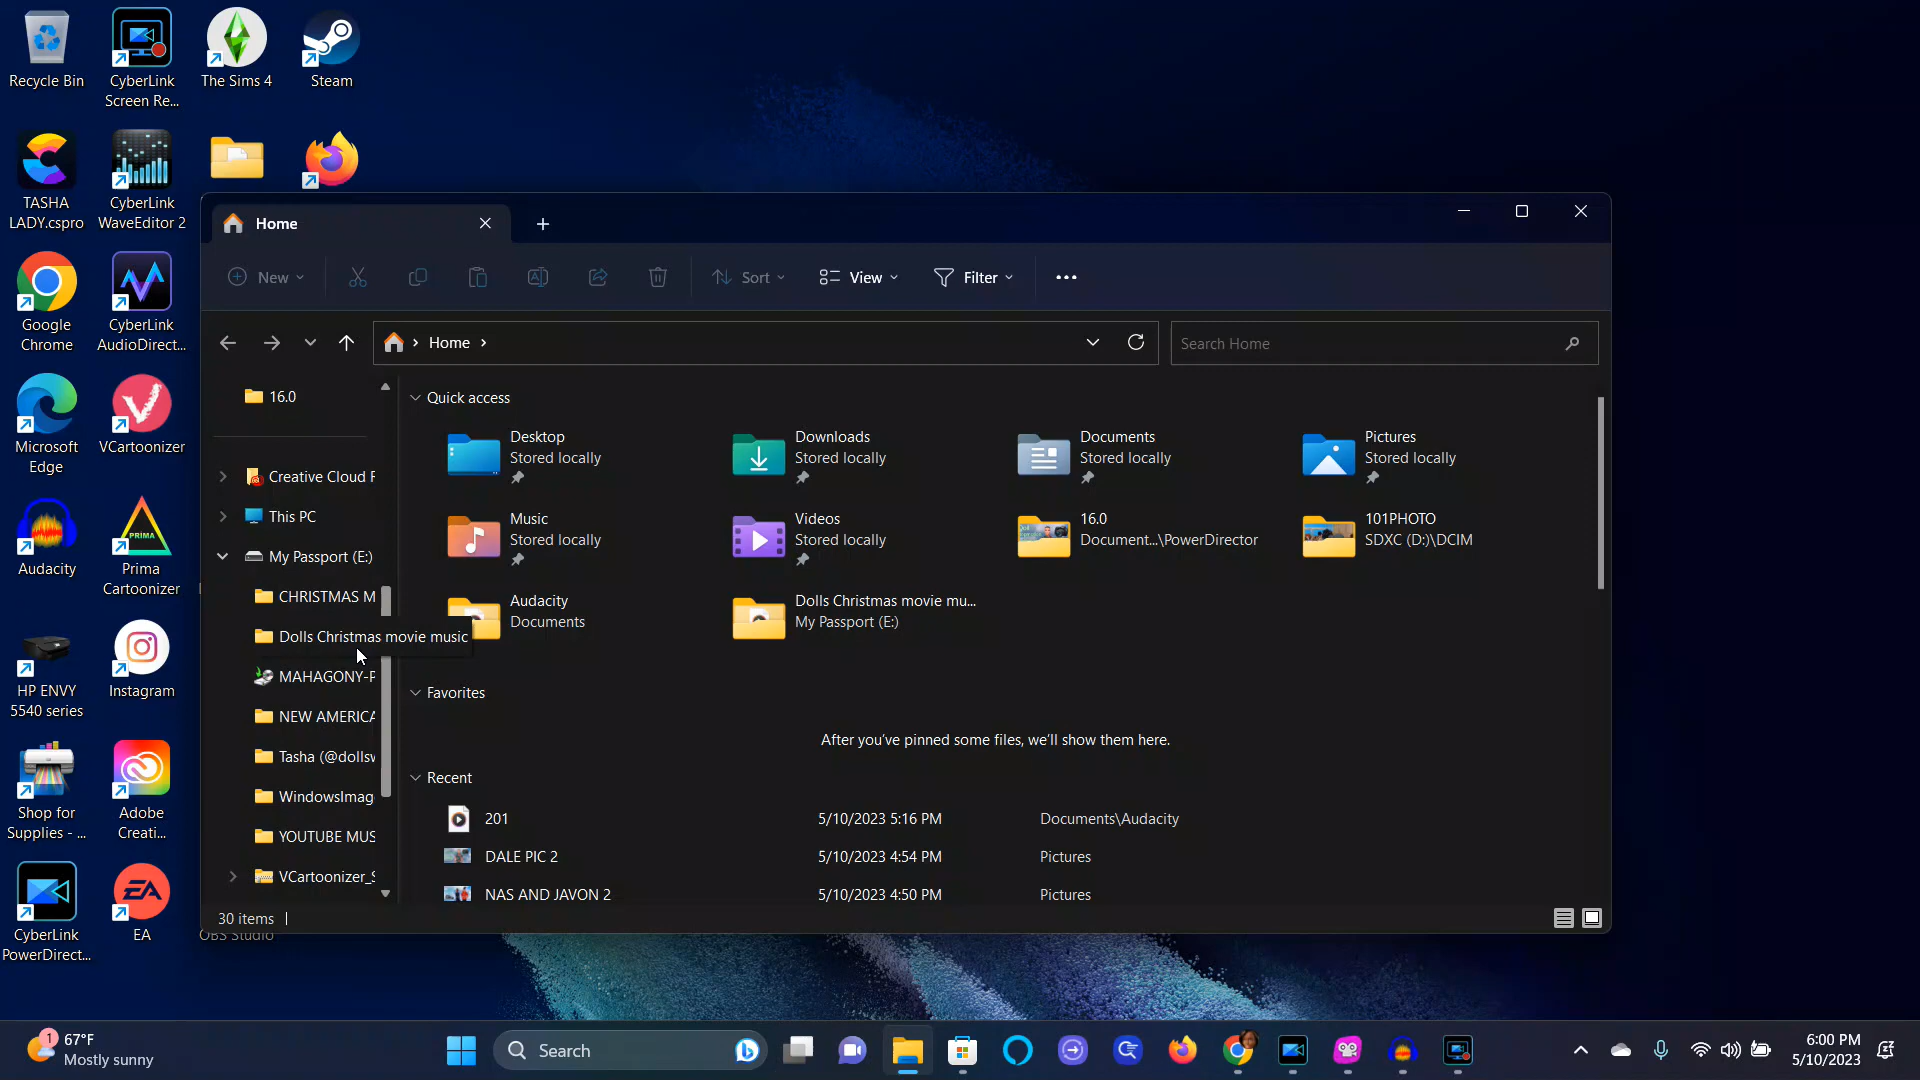 Recycle Bin
CyberLink
Screen Re...
The Sims 4
Steam
TASHA
LADY.cspro
CyberLink
WaveEditor 2
Google
Chrome
CyberLink
AudioDirect...
Microsoft
Edge
VCartoonizer
Audacity
PRIMA
Prima
Cartoonizer
HP ENVY
5540 series
Instagram
Shop for
Supplies - ...
Adobe
Creati...
CyberLink
PowerDirect...
EA
EA
OBS Studio
Home
New
Sort
View
Filter
Home
Search Home
16.0
Creative Cloud F
This PC
My Passport (E:)
CHRISTMAS M
Dolls Christmas movie music
MAHAGONY-P
NEW AMERICA
Tasha (@dollsw
WindowsImag
YOUTUBE MUS
VCartoonizer_S
Quick access
Desktop
Stored locally
Downloads
Stored locally
Documents
Stored locally
Pictures
Stored locally
Music
Stored locally
Videos
Stored locally
16.0
Document...\PowerDirector
101PHOTO
SDXC (D:)\DCIM
Audacity
Documents
Dolls Christmas movie mu...
My Passport (E:)
Favorites
After you've pinned some files, we'll show them here.
Recent
201 5/10/2023 5:16 PM Documents\Audacity
DALE PIC 2 5/10/2023 4:54 PM Pictures
NAS AND JAVON 2 5/10/2023 4:50 PM Pictures
30 items
1
67°F
Mostly sunny
Search
6:00 PM
5/10/2023